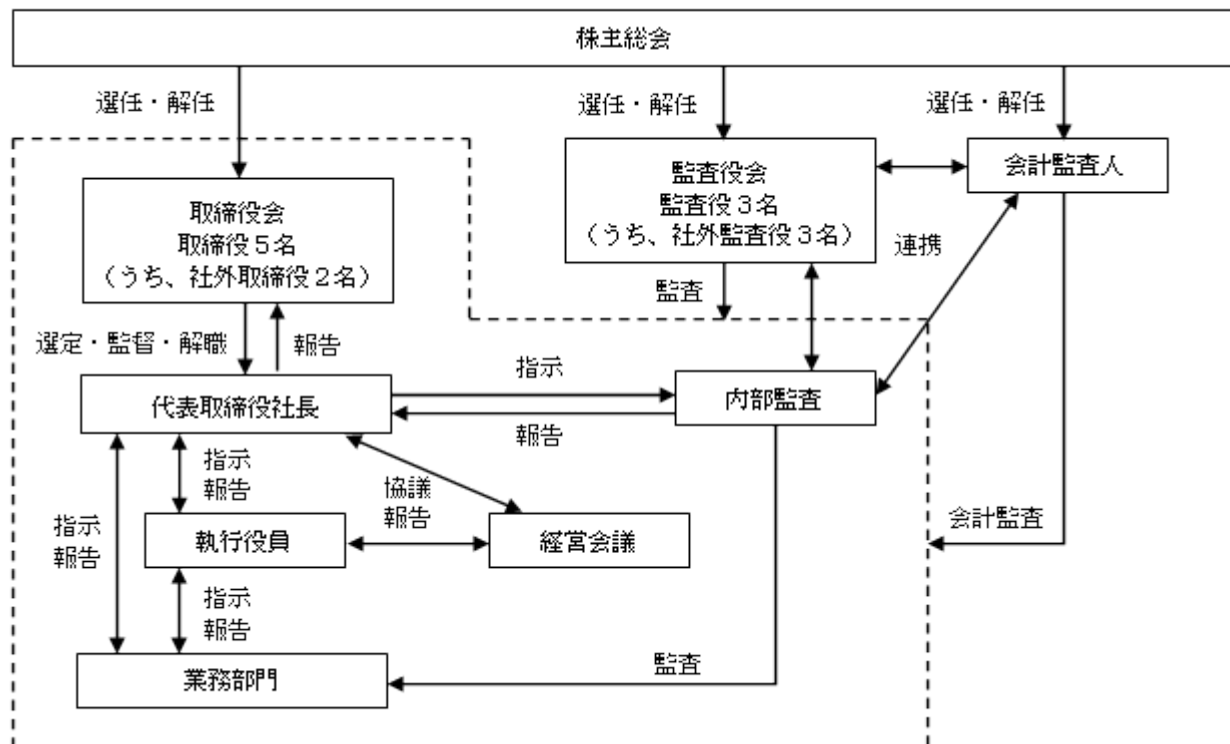 株主総会
選任・解任
選任・解任
選任・解任
取締役会
取締役５名
（うち、社外取締役２名）
監査役会
監査役３名
（うち、社外監査役３名）
会計監査人
連携
監査
選定・監督・解職
報告
代表取締役社長
指示
報告
内部監査
指示
報告
協議
報告
指示
報告
執行役員
経営会議
会計監査
指示
報告
業務部門
監査